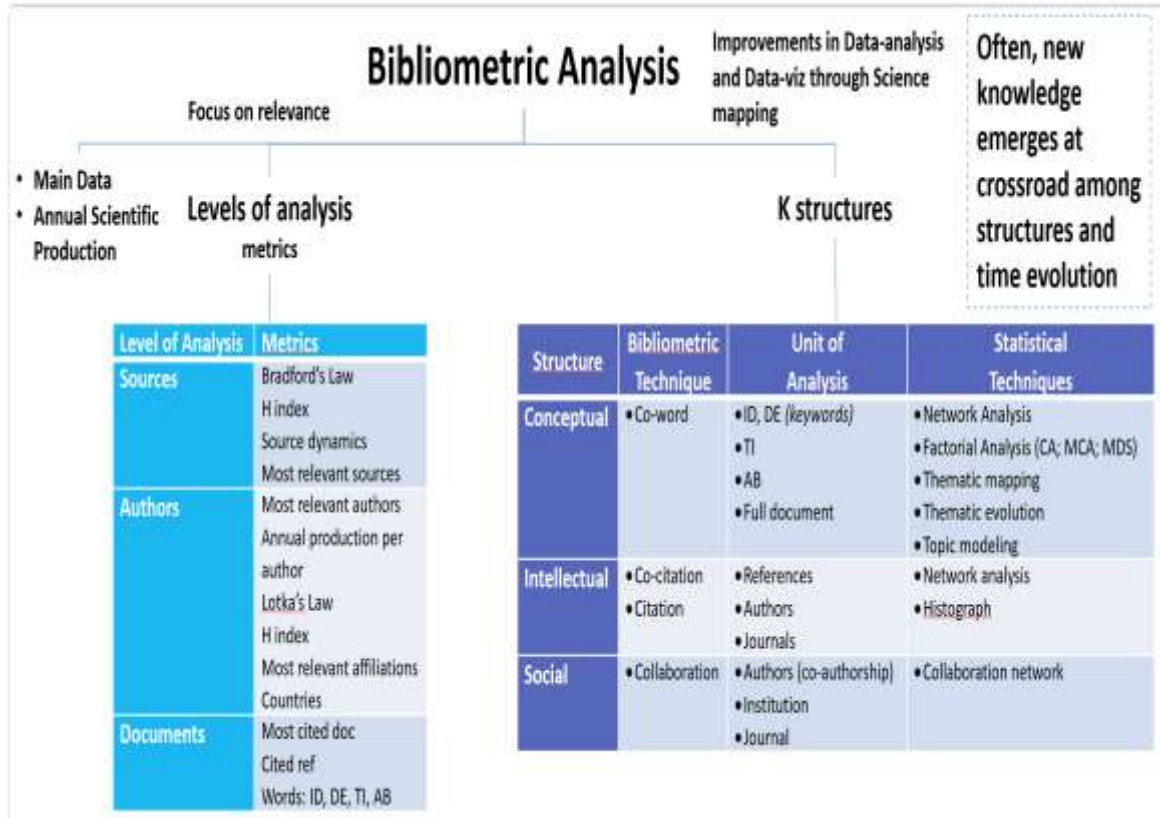 Bibliometric Analysis
Improvements in Data-analysis
and Data-viz through Science
mapping
Often, new
knowledge
emerges at
crossroad among
structures and
time evolution
Focus on relevance
• Main Data
• Annual Scientific
Production
Levels of analysis
metrics
K structures
Level of Analysis Metrics
Sources
Bradford's Law
H index
Source dynamics
Most relevant sources
Authors
Most relevant authors
Annual production per
author
Lotka's Law
H index
Most relevant affiliations
Countries
Documents
Most cited doc
Cited ref
Words: ID, DE, TI, AB
Structure
Bibliometric
Technique
Unit of
Analysis
Statistical
Techniques
Conceptual
•Co-word
•ID, DE (keywords)
•TI
•AB
•Full document
•Network Analysis
•Factorial Analysis (CA; MCA; MDS)
•Thematic mapping
•Thematic evolution
•Topic modeling
Intellectual
•Co-citation
•Citation
•References
•Authors
•Journals
•Network analysis
•Histograph
Social
•Collaboration
•Authors (co-authorship)
•Institution
•Journal
•Collaboration network